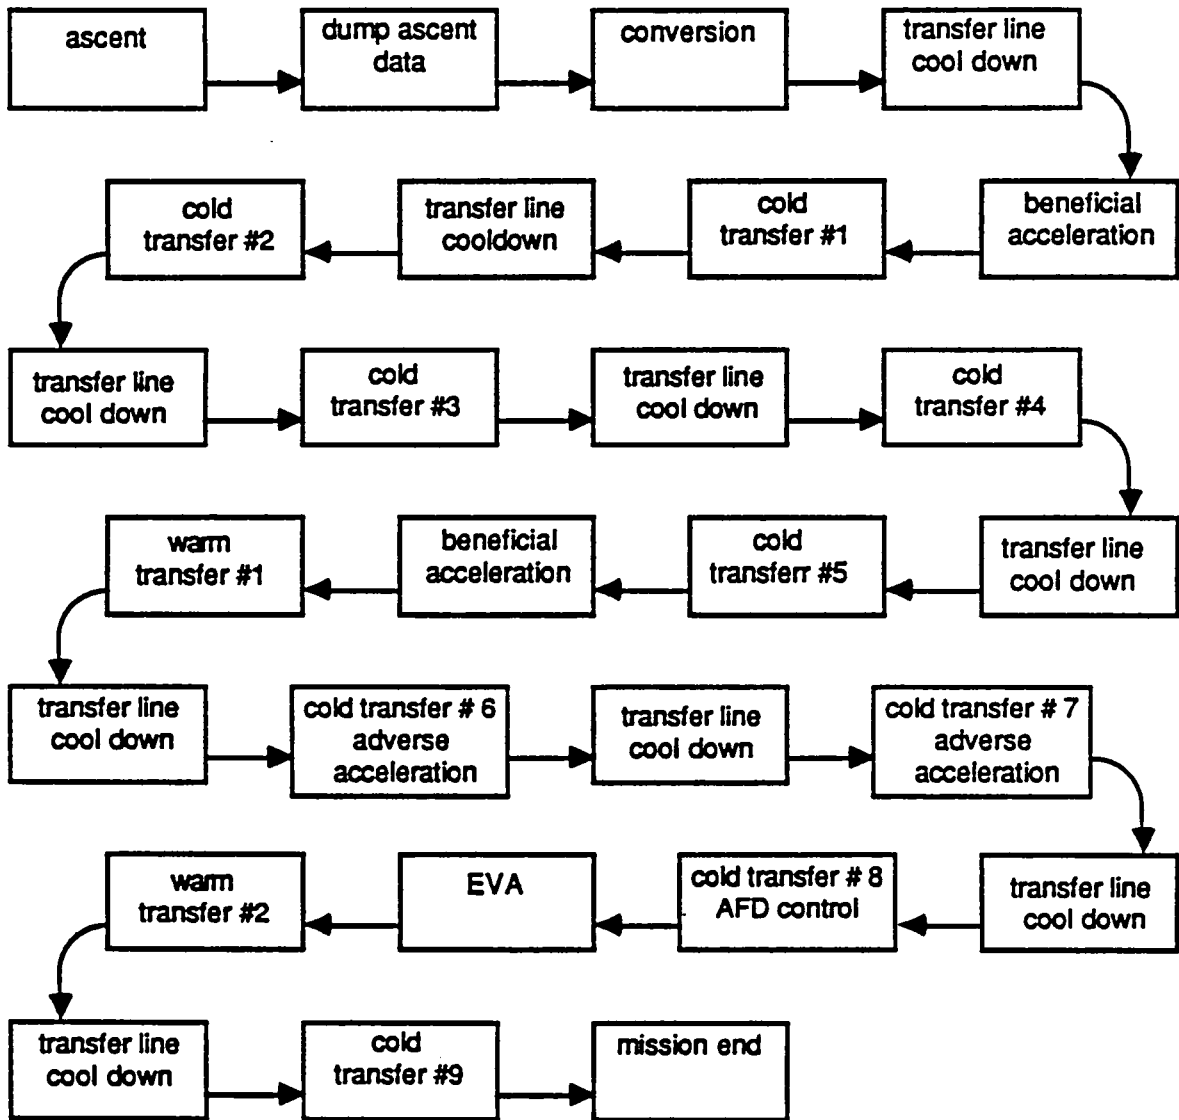 ascent
dump ascent
data
conversion
transfer line
cool down
beneficial
acceleration
cold
transfer #1
transfer line
cooldown
cold
transfer #2
transfer line
cool down
cold
transfer #3
transfer line
cool down
cold
transfer #4
transfer line
cool down
cold
transferr #5
beneficial
acceleration
warm
transfer #1
transfer line
cool down
cold transfer # 6
adverse
acceleration
transfer line
cool down
cold transfer # 7
adverse
acceleration
transfer line
cool down
cold transfer # 8
AFD control
EVA
warm
transfer #2
transfer line
cool down
cold
transfer #9
mission end